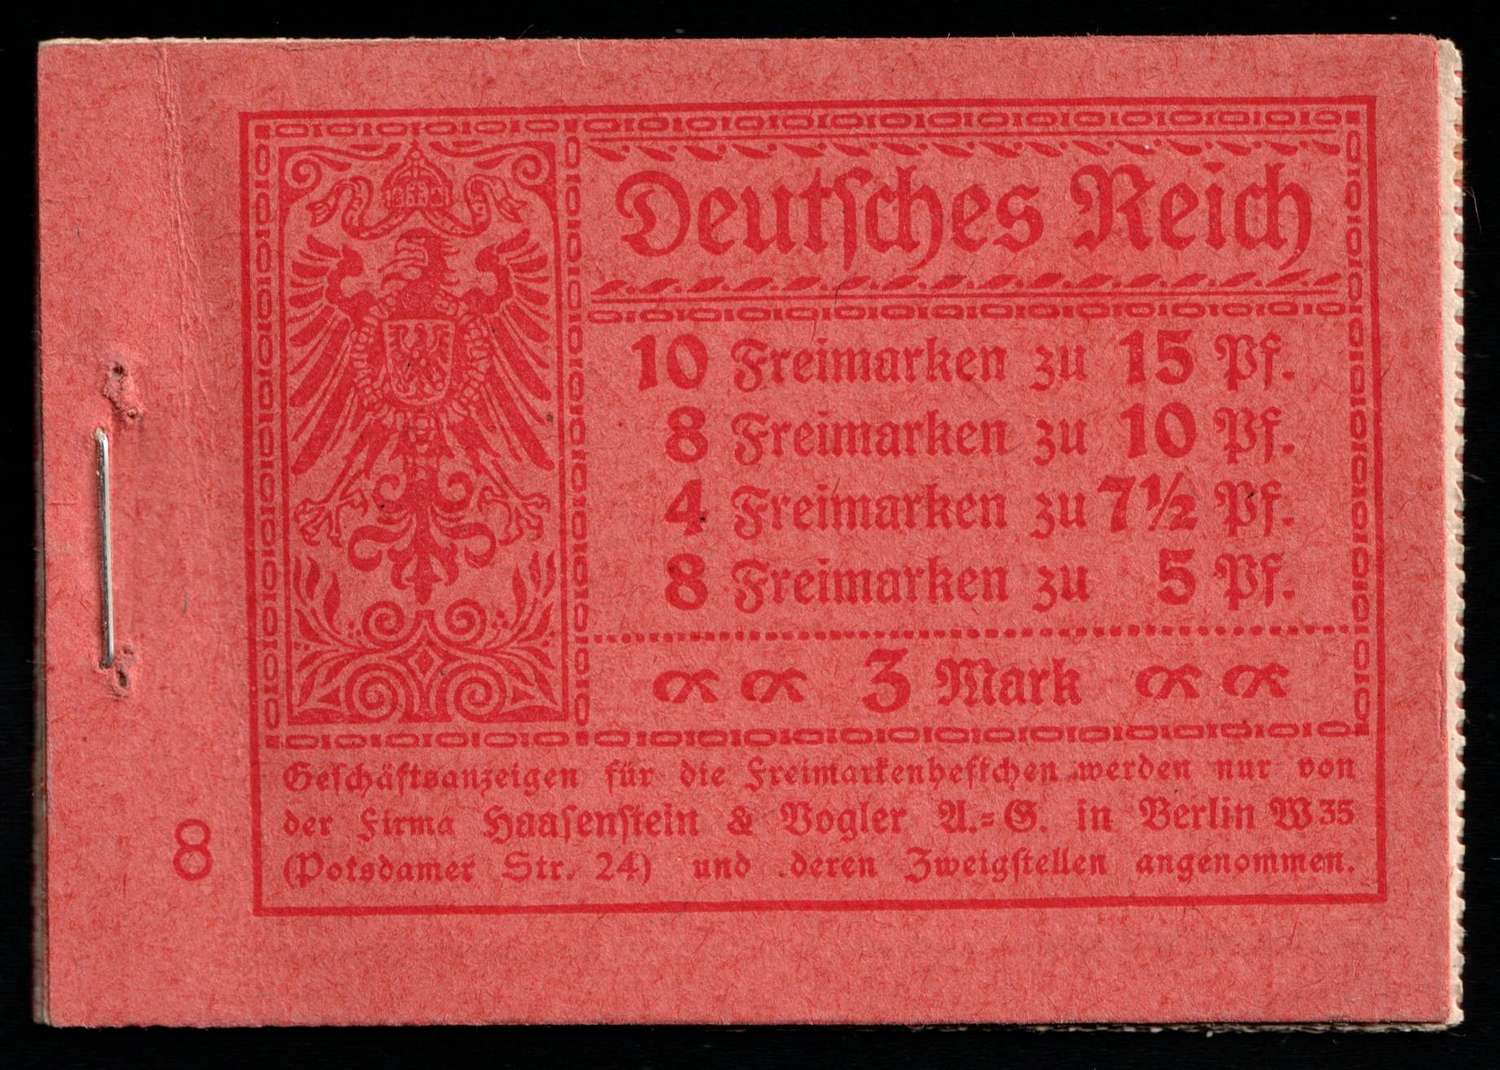 Deutsches Reich
10 Freimarken zu 15 Pf.
8 Freimarken zu 10 Pf.
4 Freimarken zu 7½ Pf.
8 Freimarken zu 5 Pf.
3 Mark
Geschäftsanzeigen für die Freimarkenheftchen werden nur von
der Firma Haasenstein & Vogler A.=G. in Berlin W 35
(Potsdamer Str. 24) und deren Zweigstellen angenommen.
8